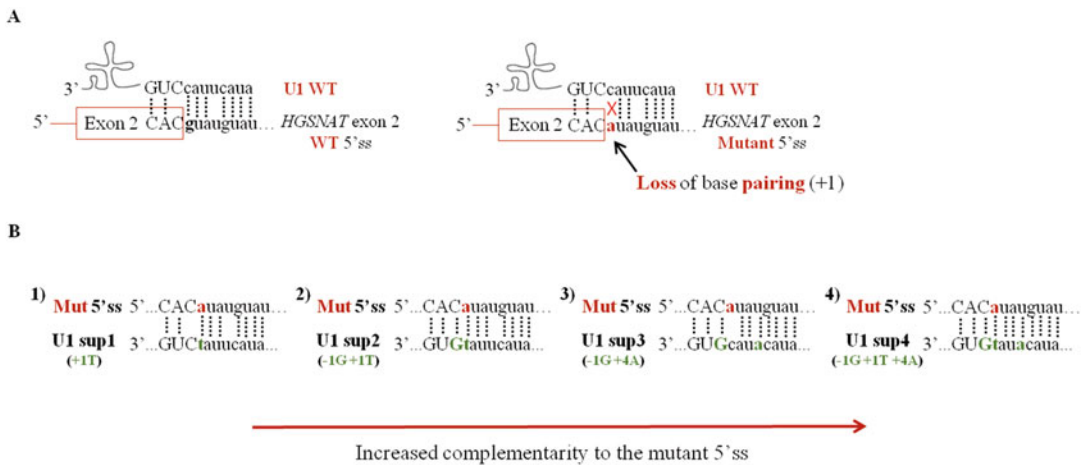 A
3’ GUCcauucaua U1 WT
5’ Exon 2 CACguauguau… HGSNAT exon 2
WT 5’ss
3’ GUCcauucaua U1 WT
X
5’ Exon 2 CACauauguau… HGSNAT exon 2
Mutant 5’ss
Loss of base pairing (+1)
B
1) Mut 5’ss 5’…CACauauguau…
U1 sup1 3’…GUCtauucaua…
(+1T)
2) Mut 5’ss 5’…CACauauguau…
U1 sup2 3’…GUGtauucaua…
(-1G+1T)
3) Mut 5’ss 5’…CACauauguau…
U1 sup3 3’…GUGcauacaua…
(-1G+4A)
4) Mut 5’ss 5’…CACauauguau…
U1 sup4 3’…GUGtauacaua…
(-1G+1T +4A)
Increased complementarity to the mutant 5’ss